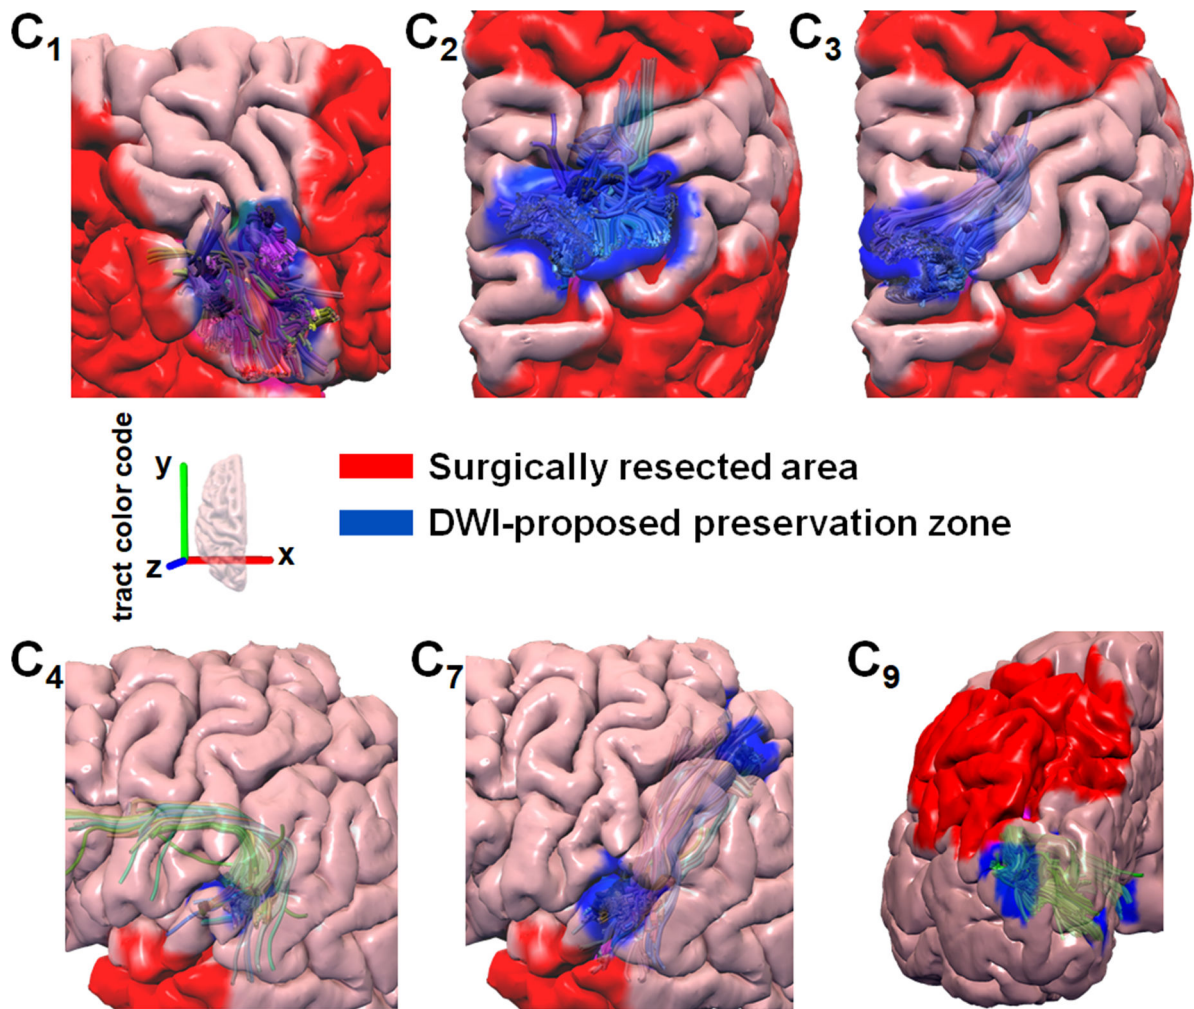 C1
C2
C3
tract color code
y
z
x
Surgically resected area
DWI-proposed preservation zone
C4
C7
C9